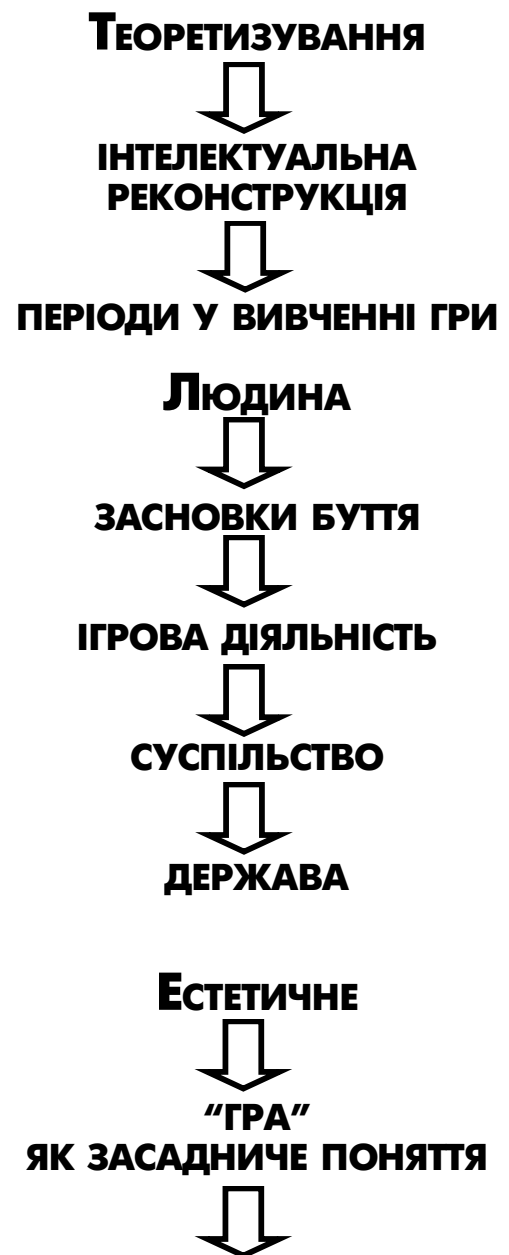 ТЕОРЕТИЗУВАННЯ
ІНТЕЛЕКТУАЛЬНА
РЕКОНСТРУКЦІЯ
ПЕРІОДИ У ВИВЧЕННІ ГРИ
ЛЮДИНА
ЗАСНОВКИ БУТТЯ
ІГРОВА ДІЯЛЬНІСТЬ
СУСПІЛЬСТВО
ДЕРЖАВА
ЕСТЕТИЧНЕ
“ГРА”
ЯК ЗАСАДНИЧЕ ПОНЯТТЯ